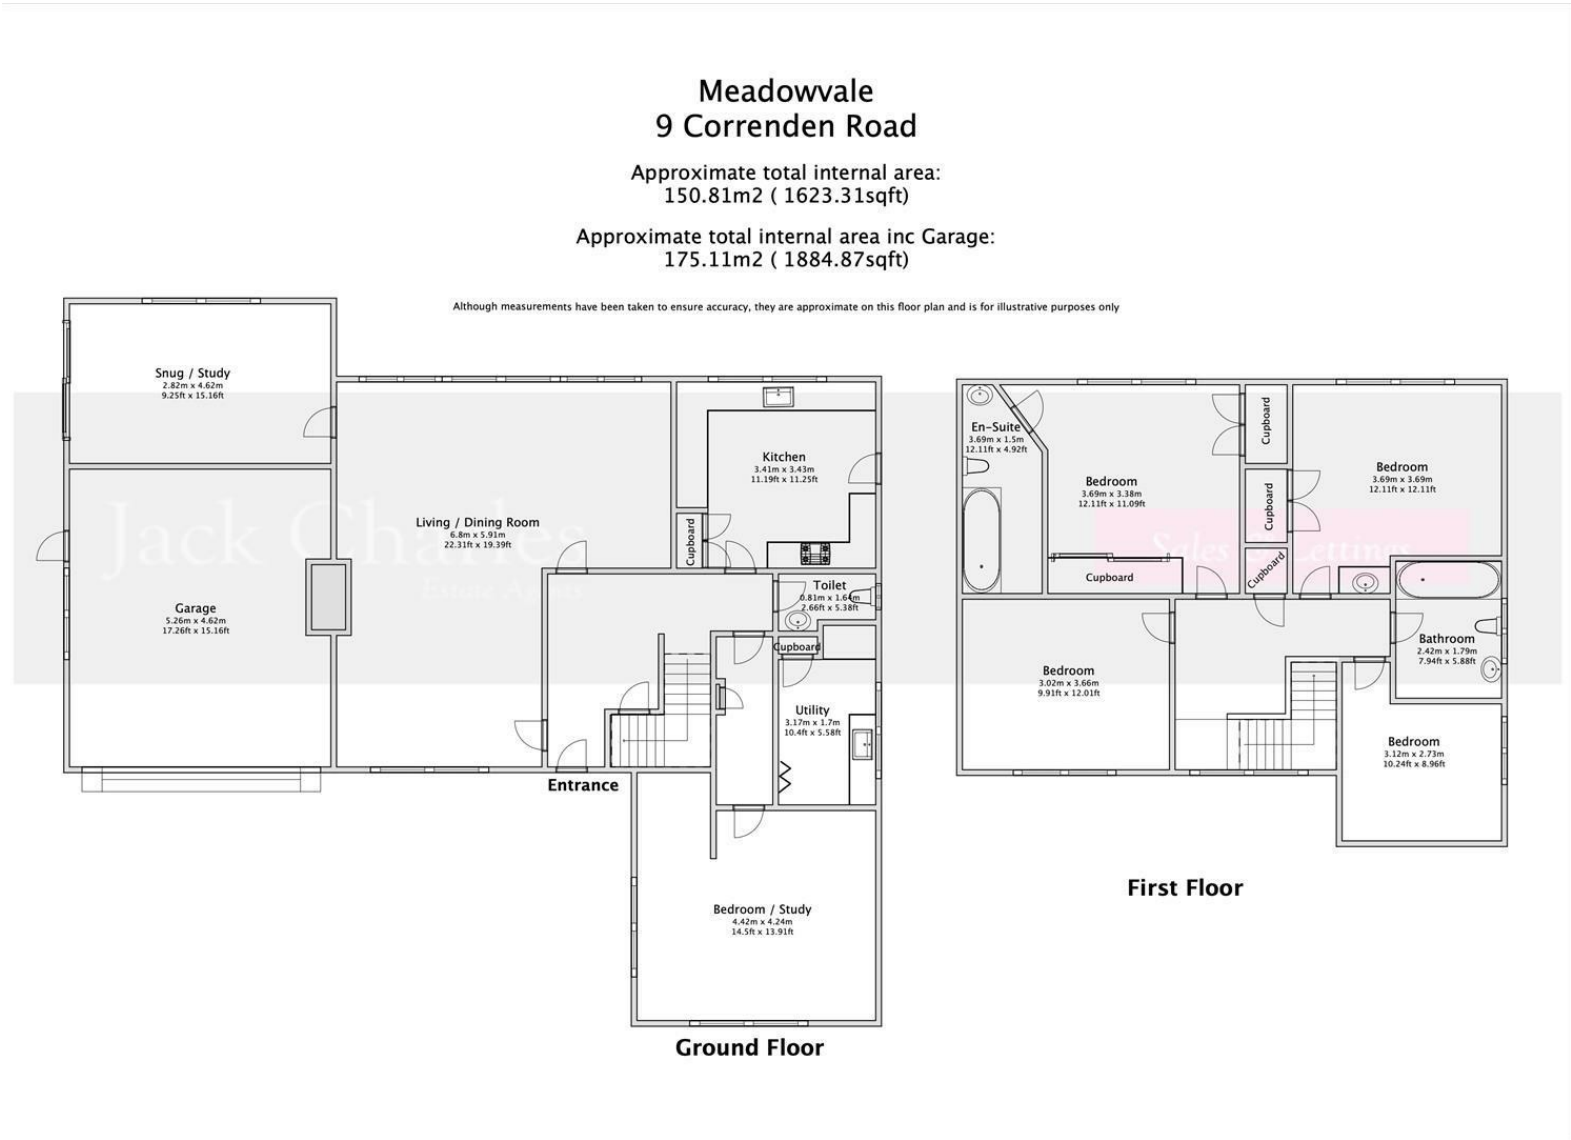 Meadowvale
9 Correnden Road
Approximate total internal area:
150.81m2 ( 1623.31sqft)
Approximate total internal area inc Garage:
175.11m2 ( 1884.87sqft)
Although measurements have been taken to ensure accuracy, they are approximate on this floor plan and is for illustrative purposes only
Snug / Study
2.82m x 4.62m
9.25ft x 15.16ft
Kitchen
3.41m x 3.43m
11.19ft x 11.25ft
Living / Dining Room
6.8m x 5.91m
22.31ft x 19.39ft
Cupboard
Jack Charles
Estate Agents
Garage
5.26m x 4.62m
17.26ft x 15.16ft
Toilet
0.81m x 1.64m
2.66ft x 5.38ft
Cupboard
Utility
3.17m x 1.7m
10.4ft x 5.58ft
Entrance
Bedroom / Study
4.42m x 4.24m
14.5ft x 13.91ft
Ground Floor
En-Suite
3.69m x 1.5m
12.11ft x 4.92ft
Cupboard
Bedroom
3.69m x 3.38m
12.11ft x 11.09ft
Bedroom
3.69m x 3.69m
12.11ft x 12.11ft
Cupboard
Sales & Lettings
Cupboard
Cupboard
Bedroom
3.02m x 3.66m
9.91ft x 12.01ft
Bathroom
2.42m x 1.79m
7.94ft x 5.88ft
Bedroom
3.12m x 2.73m
10.24ft x 8.96ft
First Floor